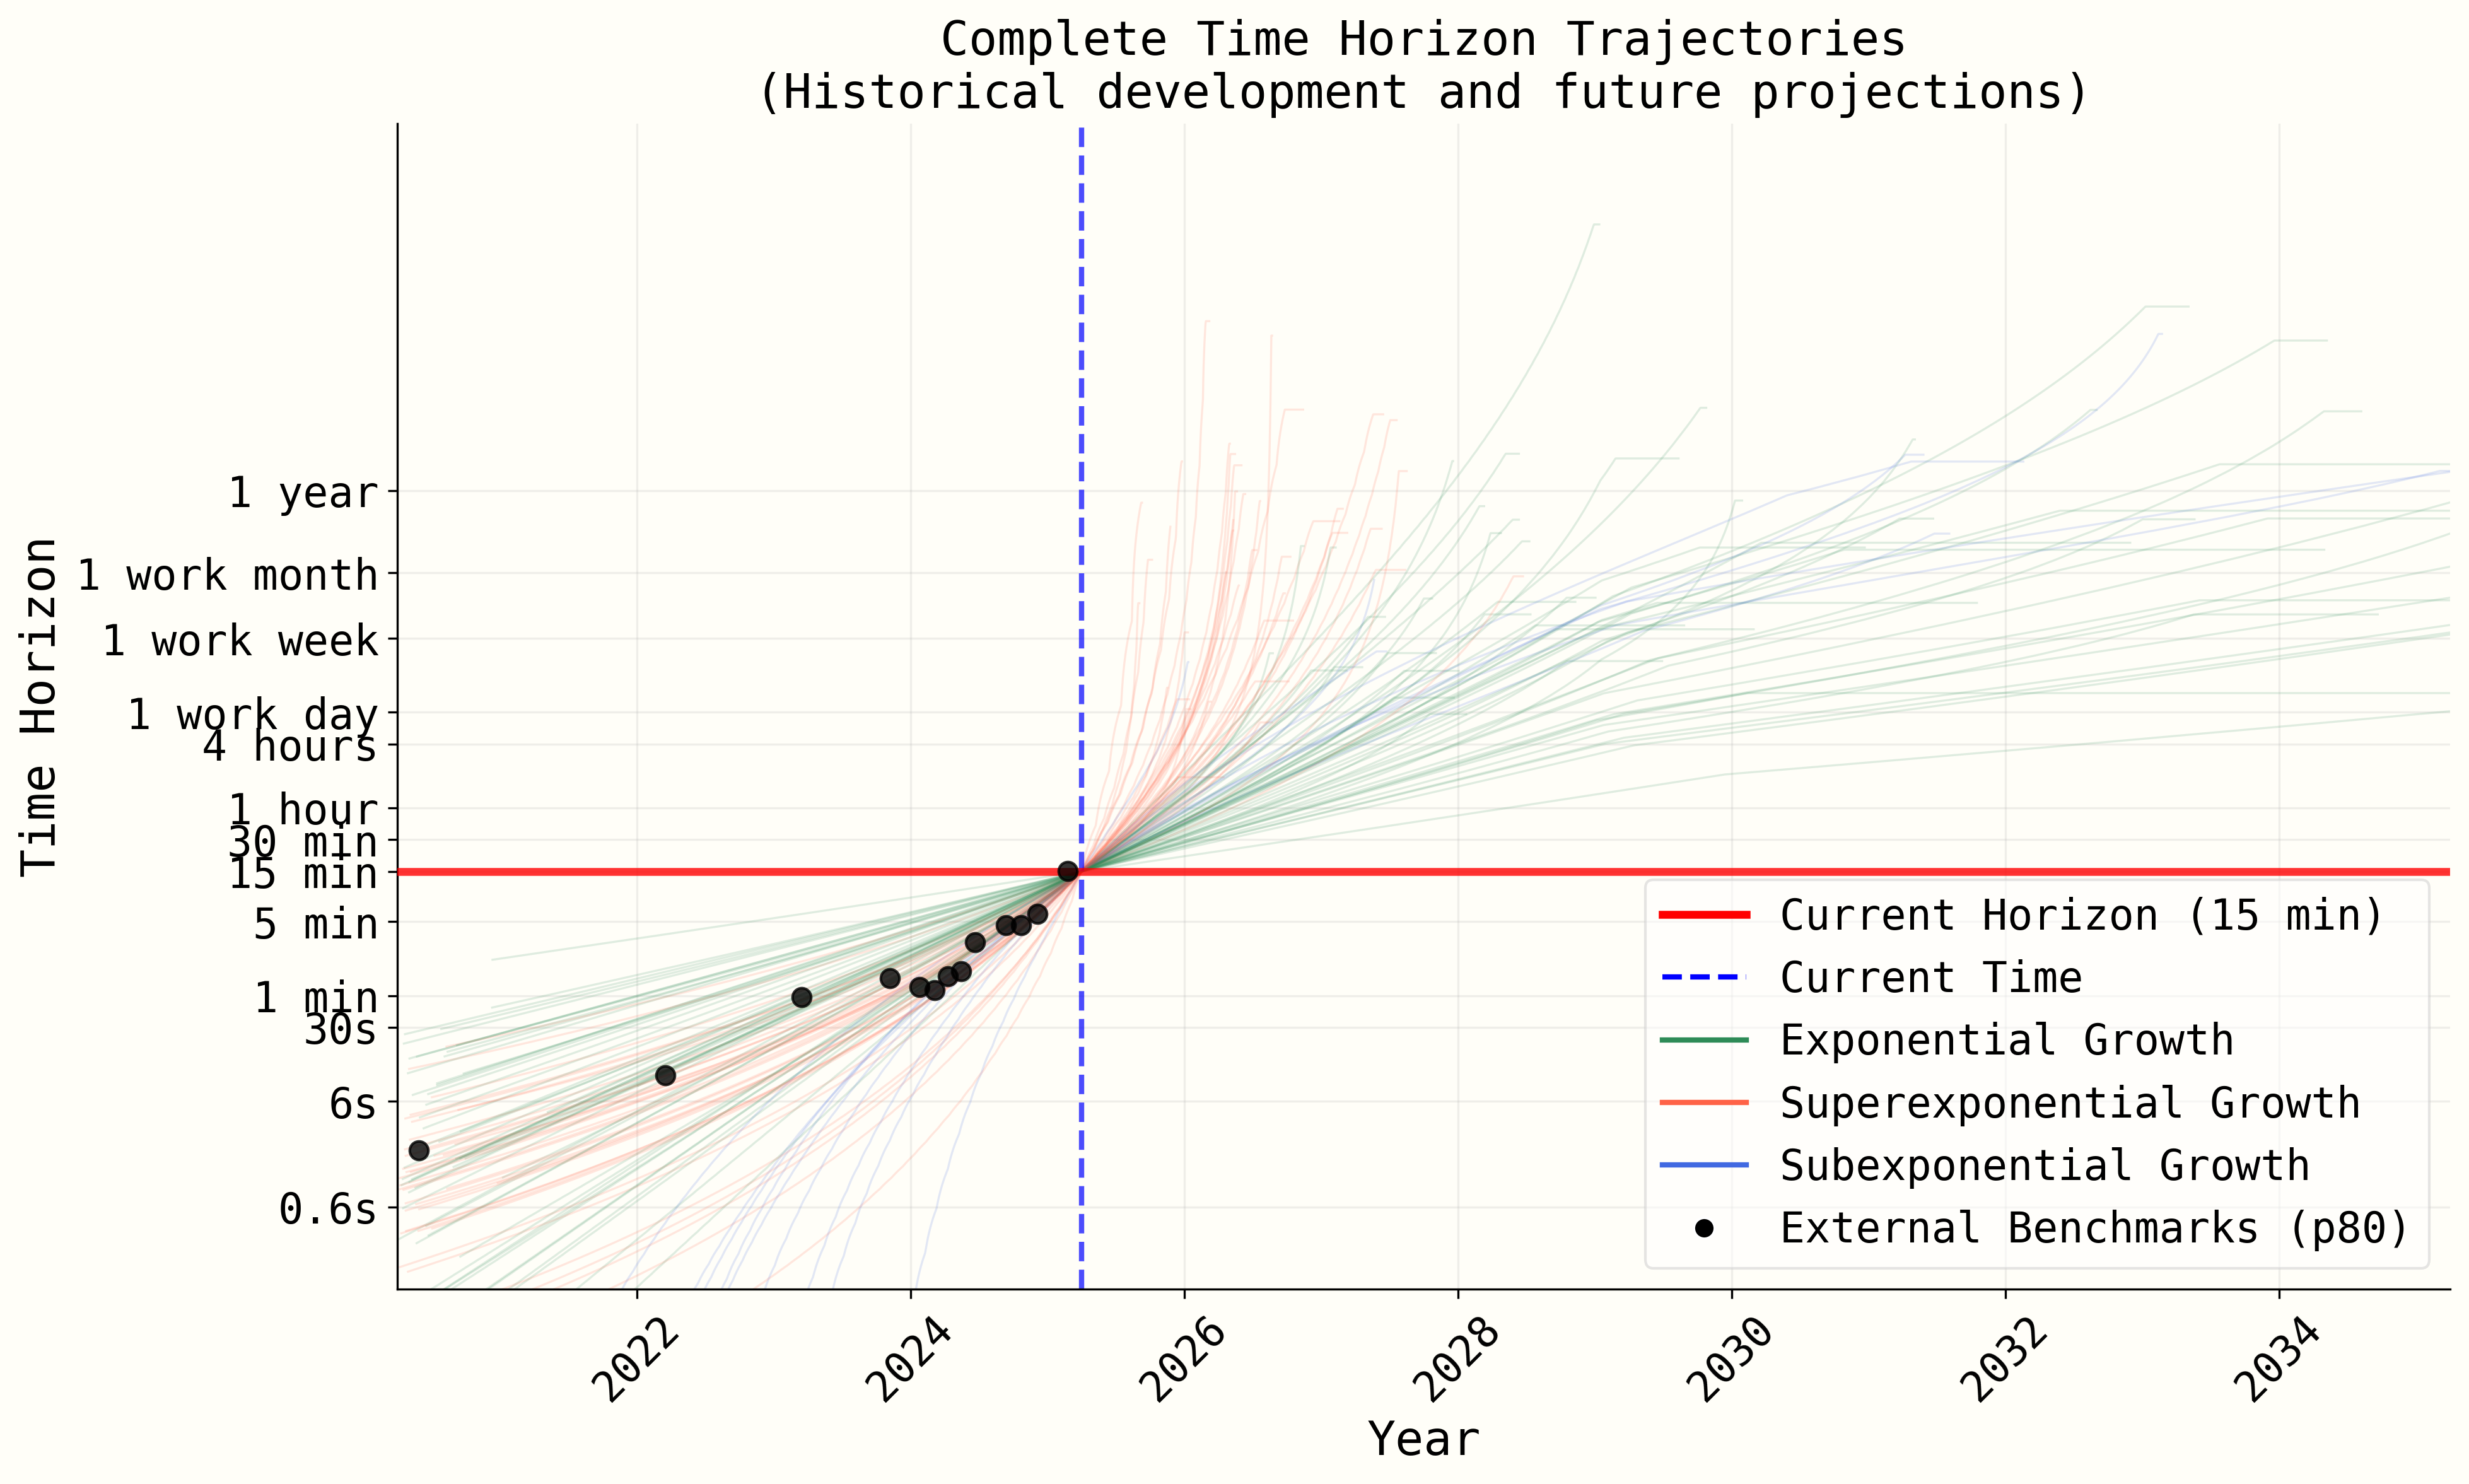 Complete Time Horizon Trajectories
(Historical development and future projections)
Time Horizon
1 year
1 work month
1 work week
1 work day
4 hours
1 hour
30 min
15 min
5 min
1 min
30s
6s
0.6s
Current Horizon (15 min)
Current Time
Exponential Growth
Superexponential Growth
Subexponential Growth
External Benchmarks (p80)
2022
2024
2026
2028
2030
2032
2034
Year